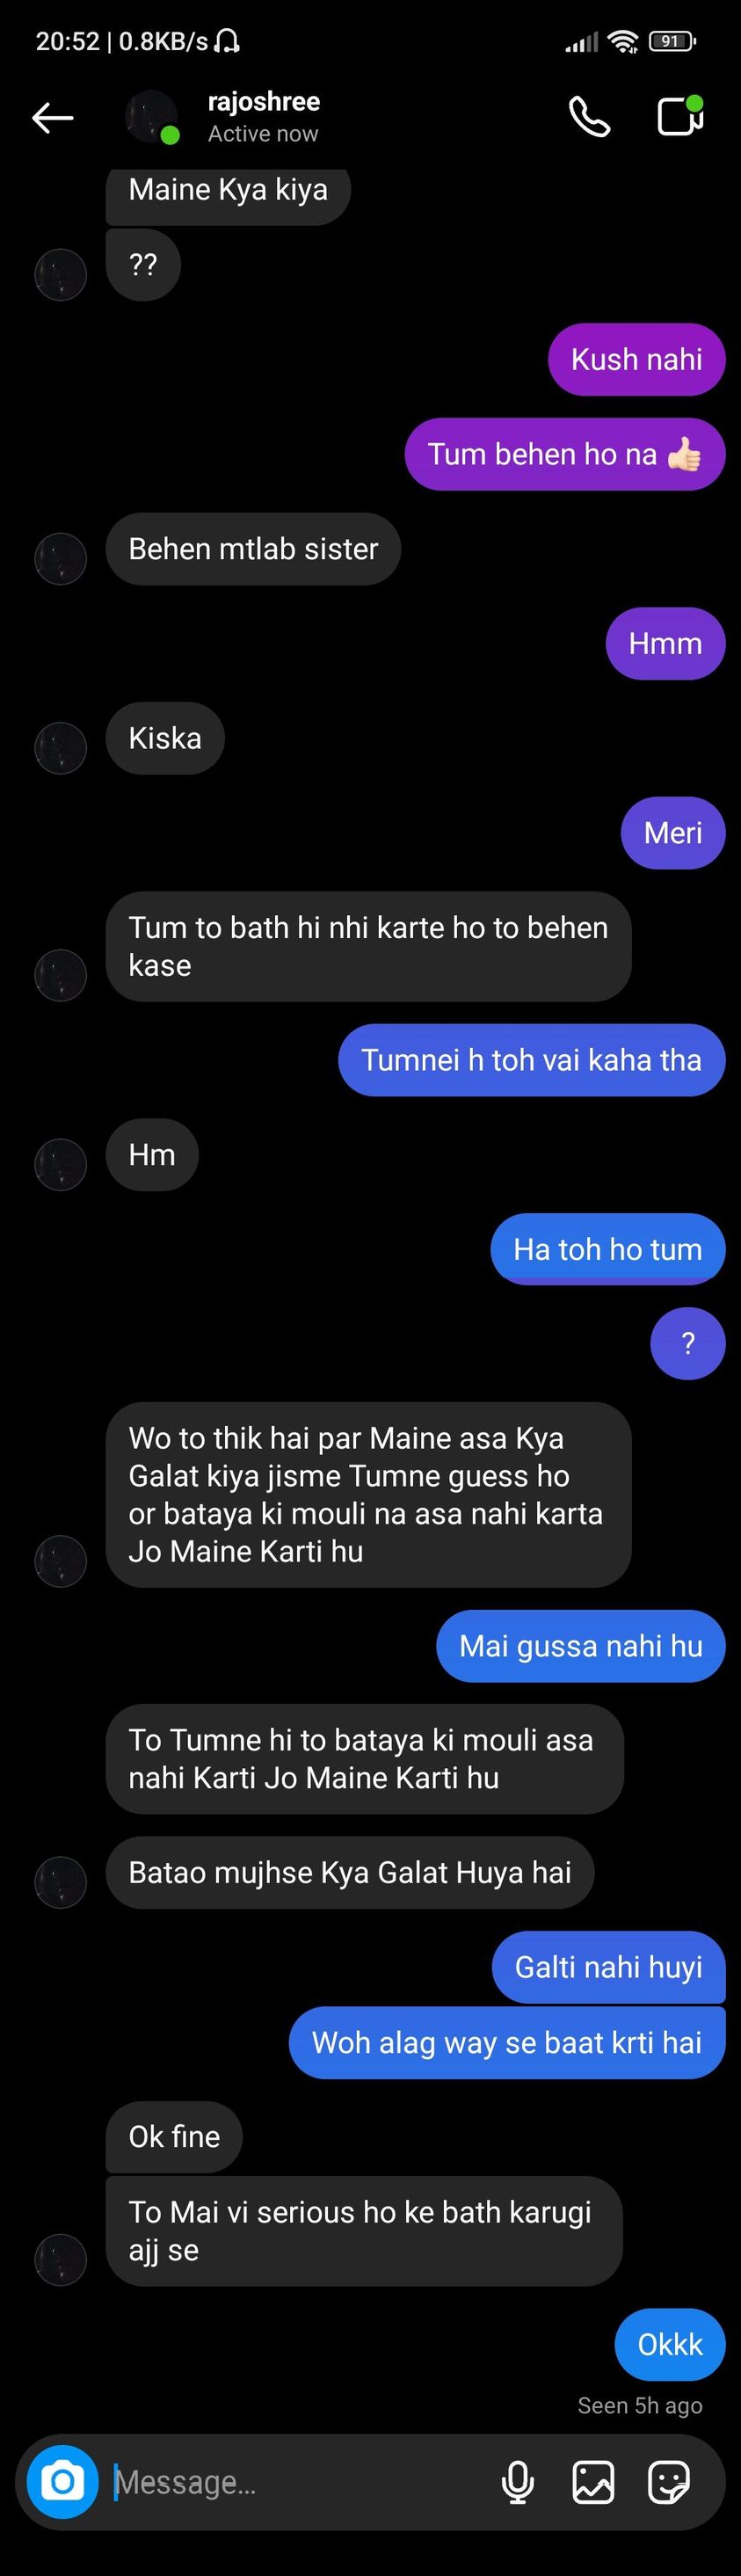 20:52 | 0.8KB/s
91
rajoshree
Active now
Maine Kya kiya
??
Kush nahi
Tum behen ho na 👍🏻
Behen mtlab sister
Hmm
Kiska
Meri
Tum to bath hi nhi karte ho to behen
kase
Tumnei h toh vai kaha tha
Hm
Ha toh ho tum
?
Wo to thik hai par Maine asa Kya
Galat kiya jisme Tumne guess ho
or bataya ki mouli na asa nahi karta
Jo Maine Karti hu
Mai gussa nahi hu
To Tumne hi to bataya ki mouli asa
nahi Karti Jo Maine Karti hu
Batao mujhse Kya Galat Huya hai
Galti nahi huyi
Woh alag way se baat krti hai
Ok fine
To Mai vi serious ho ke bath karugi
ajj se
Okkk
Seen 5h ago
Message...